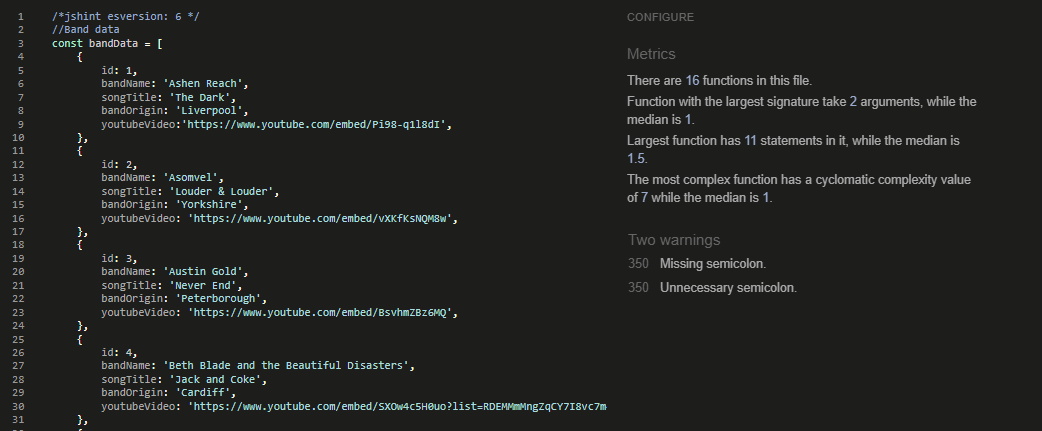 1 /*jshint esversion: 6 */
2 //Band data
3 const bandData = [
4 {
5 id: 1,
6 bandName: 'Ashen Reach',
7 songTitle: 'The Dark',
8 bandOrigin: 'Liverpool',
9 youtubeVideo:'https://www.youtube.com/embed/Pi98-q1l8dI',
10 },
11 {
12 id: 2,
13 bandName: 'Asomvel',
14 songTitle: 'Louder & Louder',
15 bandOrigin: 'Yorkshire',
16 youtubeVideo: 'https://www.youtube.com/embed/vXKfKsNQM8w',
17 },
18 {
19 id: 3,
20 bandName: 'Austin Gold',
21 songTitle: 'Never End',
22 bandOrigin: 'Peterborough',
23 youtubeVideo: 'https://www.youtube.com/embed/BsvhmZBz6MQ',
24 },
25 {
26 id: 4,
27 bandName: 'Beth Blade and the Beautiful Disasters',
28 songTitle: 'Jack and Coke',
29 bandOrigin: 'Cardiff',
30 youtubeVideo: 'https://www.youtube.com/embed/SXOw4c5H0uo?list=RDEMMmMngZqCY7I8vc7m
31 },
CONFIGURE
Metrics
There are 16 functions in this file.
Function with the largest signature take 2 arguments, while the
median is 1.
Largest function has 11 statements in it, while the median is
1.5.
The most complex function has a cyclomatic complexity value
of 7 while the median is 1.
Two warnings
350 Missing semicolon.
350 Unnecessary semicolon.